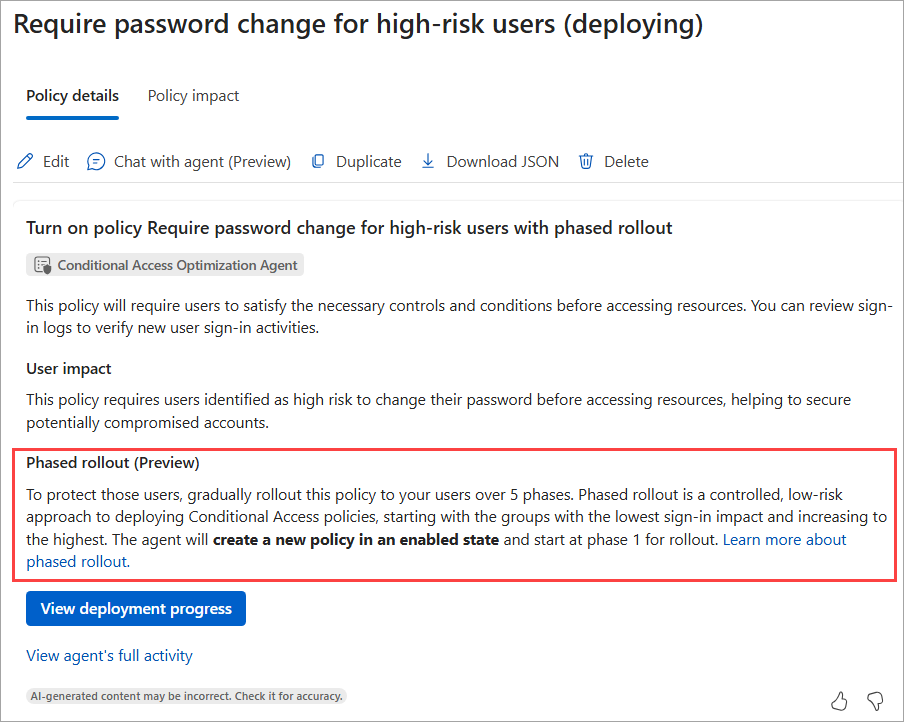 Require password change for high-risk users (deploying)
Policy details
Policy impact
Edit
Chat with agent (Preview)
Duplicate
Download JSON
Delete
Turn on policy Require password change for high-risk users with phased rollout
Conditional Access Optimization Agent
This policy will require users to satisfy the necessary controls and conditions before accessing resources. You can review sign-
in logs to verify new user sign-in activities.
User impact
This policy requires users identified as high risk to change their password before accessing resources, helping to secure
potentially compromised accounts.
Phased rollout (Preview)
To protect those users, gradually rollout this policy to your users over 5 phases. Phased rollout is a controlled, low-risk
approach to deploying Conditional Access policies, starting with the groups with the lowest sign-in impact and increasing to
the highest. The agent will create a new policy in an enabled state and start at phase 1 for rollout. Learn more about
phased rollout.
View deployment progress
View agent's full activity
AI-generated content may be incorrect. Check it for accuracy.